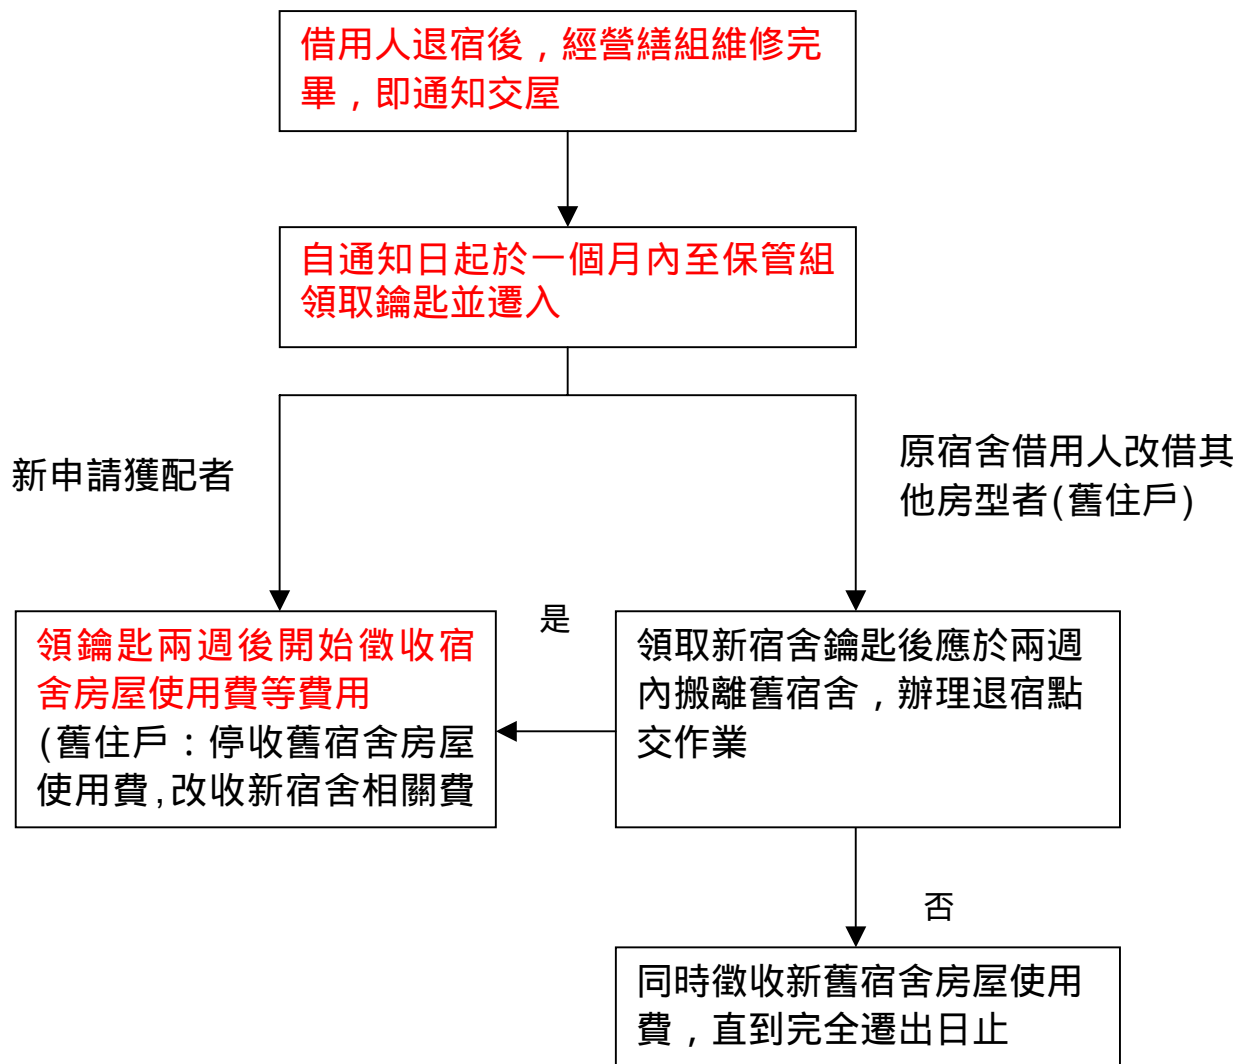 借用人退宿後，經營繕組維修完
畢，即通知交屋
自通知日起於一個月內至保管組
領取鑰匙並遷入
新申請獲配者
原宿舍借用人改借其
他房型者(舊住戶)
領鑰匙兩週後開始徵收宿
舍房屋使用費等費用
(舊住戶：停收舊宿舍房屋
使用費,改收新宿舍相關費
是
領取新宿舍鑰匙後應於兩週
內搬離舊宿舍，辦理退宿點
交作業
否
同時徵收新舊宿舍房屋使用
費，直到完全遷出日止